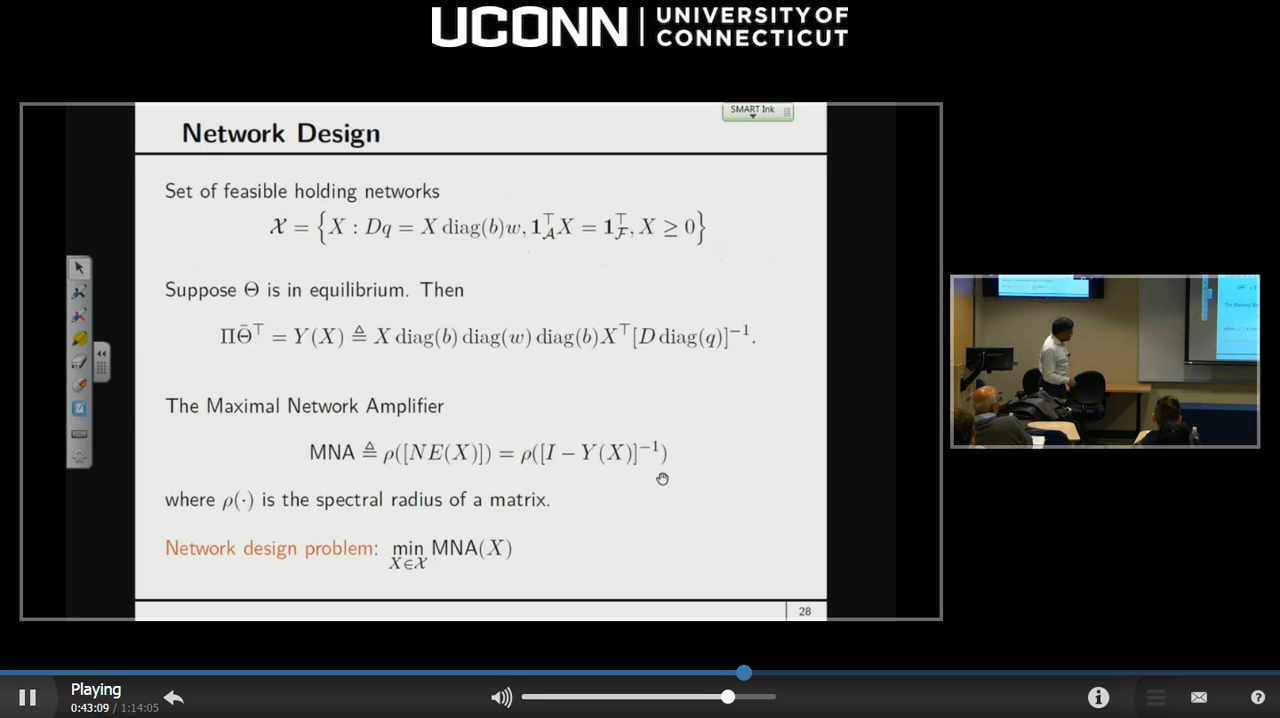 UCONN | UNIVERSITY OF
CONNECTICUT
SMART Ink
Network Design
Set of feasible holding networks
𝒳 = {X : Dq = X diag(b)w, 𝟏_𝒜^⊤ X = 𝟏_ℱ^⊤, X ≥ 0}
Suppose Θ is in equilibrium. Then
ΠΘ̄^⊤ = Y(X) ≜ X diag(b) diag(w) diag(b)X^⊤[D diag(q)]^−1.
The Maximal Network Amplifier
MNA ≜ ρ([NE(X)]) = ρ([I − Y(X)]^−1)
where ρ(·) is the spectral radius of a matrix.
Network design problem: min_{X∈𝒳} MNA(X)
28
Playing
0:43:09 / 1:14:05